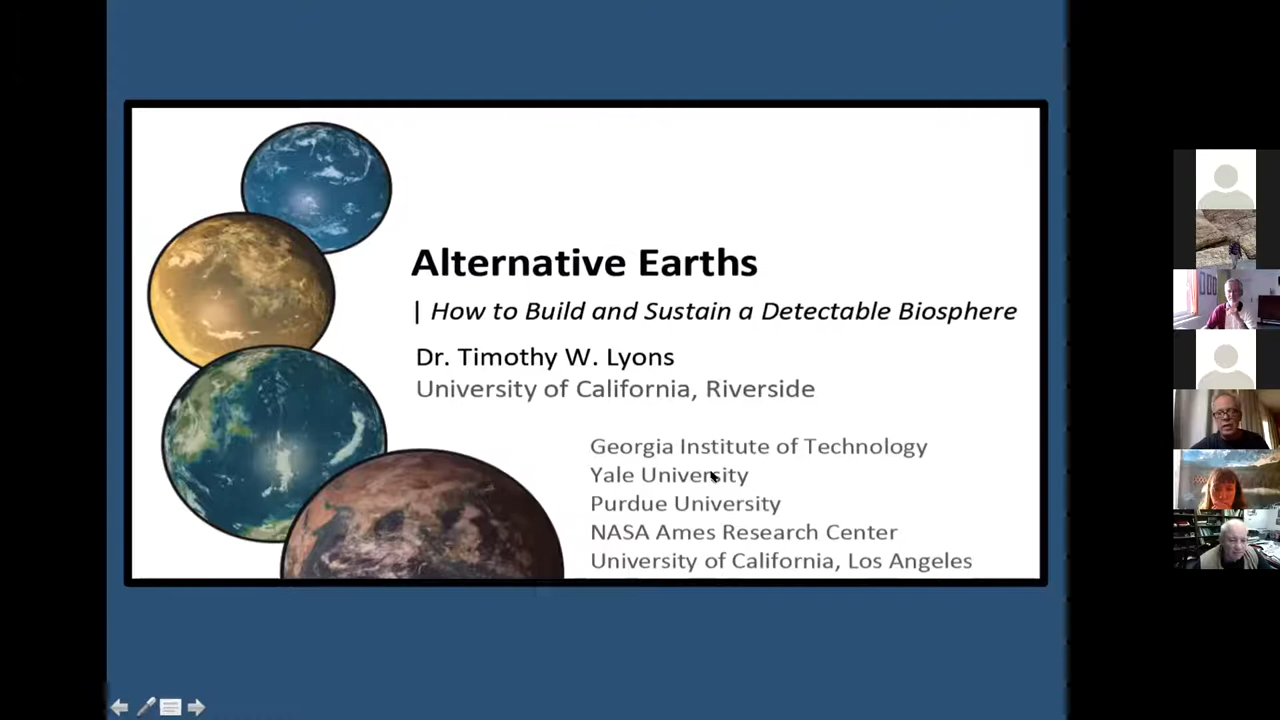 Alternative Earths
| How to Build and Sustain a Detectable Biosphere
Dr. Timothy W. Lyons
University of California, Riverside
Georgia Institute of Technology
Yale University
Purdue University
NASA Ames Research Center
University of California, Los Angeles